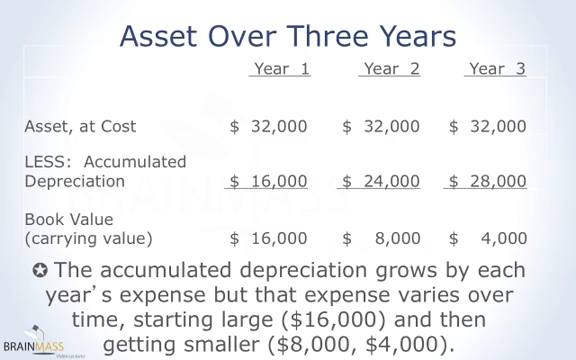 Asset Over Three Years
Year 1 Year 2 Year 3
Asset, at Cost $ 32,000 $ 32,000 $ 32,000
LESS: Accumulated
Depreciation $ 16,000 $ 24,000 $ 28,000
Book Value
(carrying value) $ 16,000 $ 8,000 $ 4,000
✪ The accumulated depreciation grows by each
year’s expense but that expense varies over
time, starting large ($16,000) and then
getting smaller ($8,000, $4,000).
BRAINMASS
Video Lectures
BRAINMASS